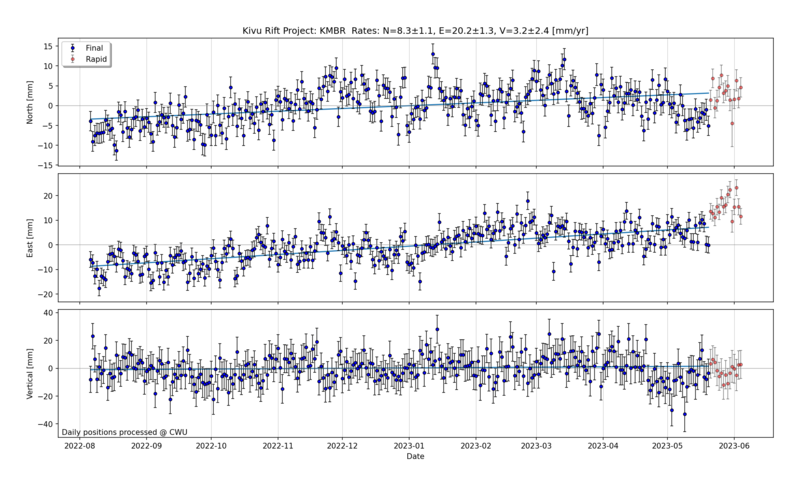 Kivu Rift Project: KMBR Rates: N=8.3±1.1, E=20.2±1.3, V=3.2±2.4 [mm/yr]
Final
Rapid
15
10
5
0
−5
−10
−15
North [mm]
20
10
0
−10
−20
East [mm]
40
20
0
−20
−40
Vertical [mm]
Daily positions processed @ CWU
2022-08 2022-09 2022-10 2022-11 2022-12 2023-01 2023-02 2023-03 2023-04 2023-05 2023-06
Date